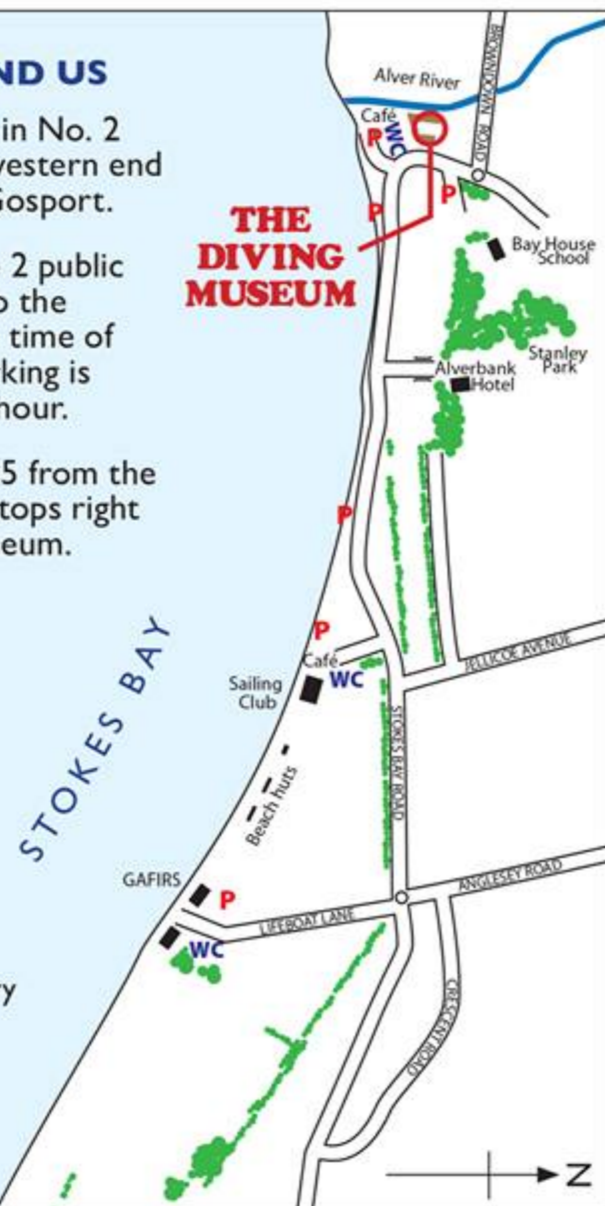 ND US
in No. 2
western end
Gosport.
2 public
o the
time of
king is
hour.
5 from the
tops right
eum.
y
BROWNDOWN ROAD
Alver River
Café
P
WC
P
P
THE
DIVING
MUSEUM
Bay House
School
Stanley
Park
Alverbank
Hotel
P
P
Café
WC
Sailing
Club
JELLICOE AVENUE
STOKES BAY ROAD
STOKES BAY
Beach huts
GAFIRS
P
LIFEBOAT LANE
ANGLESEY ROAD
WC
CRESCENT ROAD
N